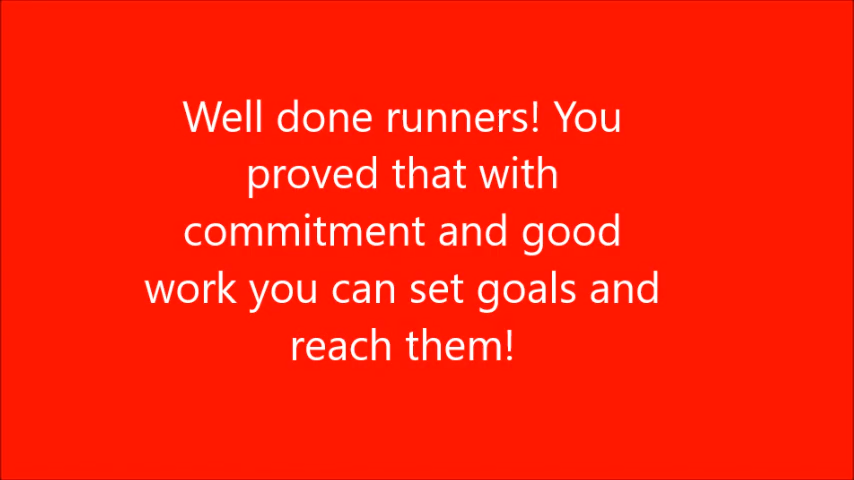 Well done runners! You
proved that with
commitment and good
work you can set goals and
reach them!